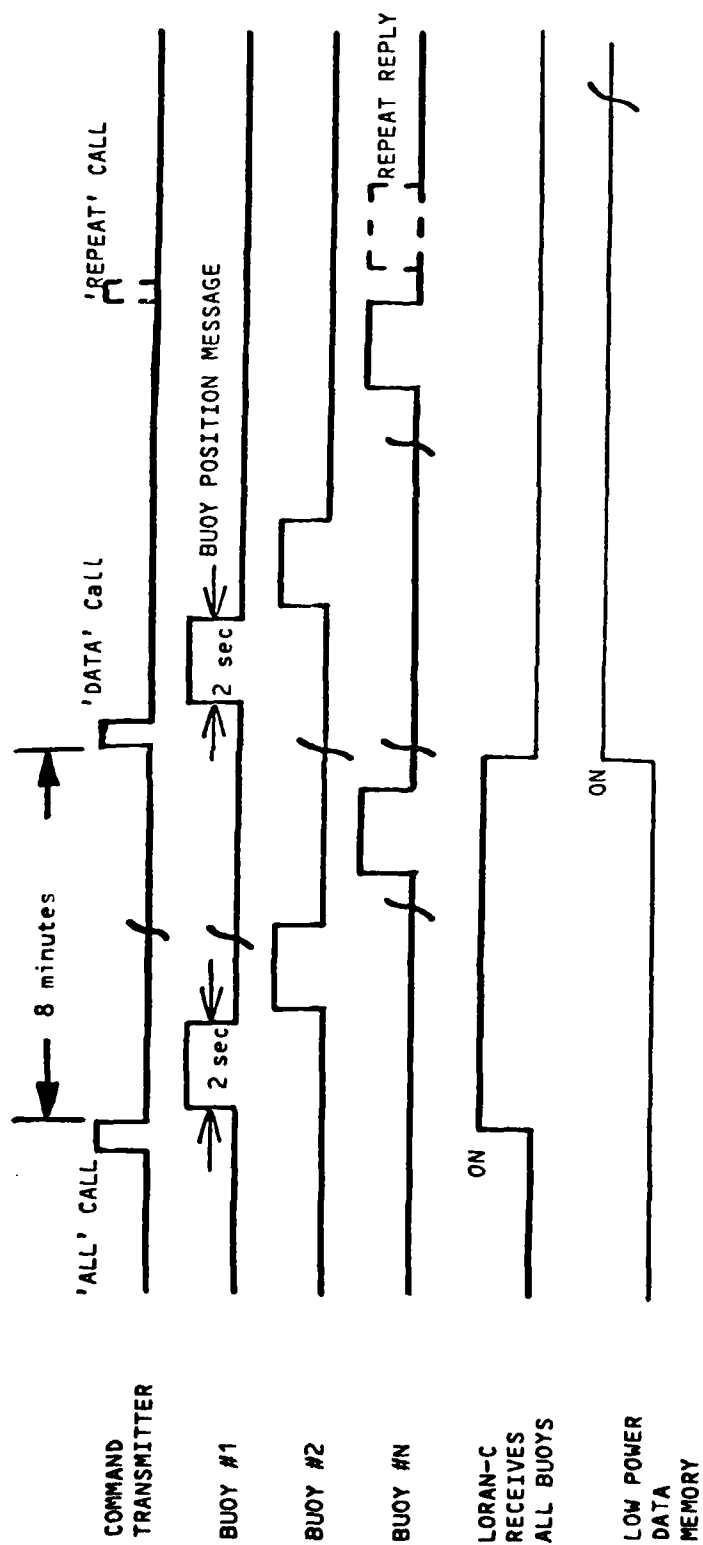 COMMAND
TRANSMITTER
'ALL' CALL
8 minutes
'DATA' Call
'REPEAT' CALL
BUOY #1
2 sec
2 sec
BUOY POSITION MESSAGE
BUOY #2
BUOY #N
REPEAT REPLY
LORAN-C
RECEIVES
ALL BUOYS
ON
LOW POWER
DATA
MEMORY
ON